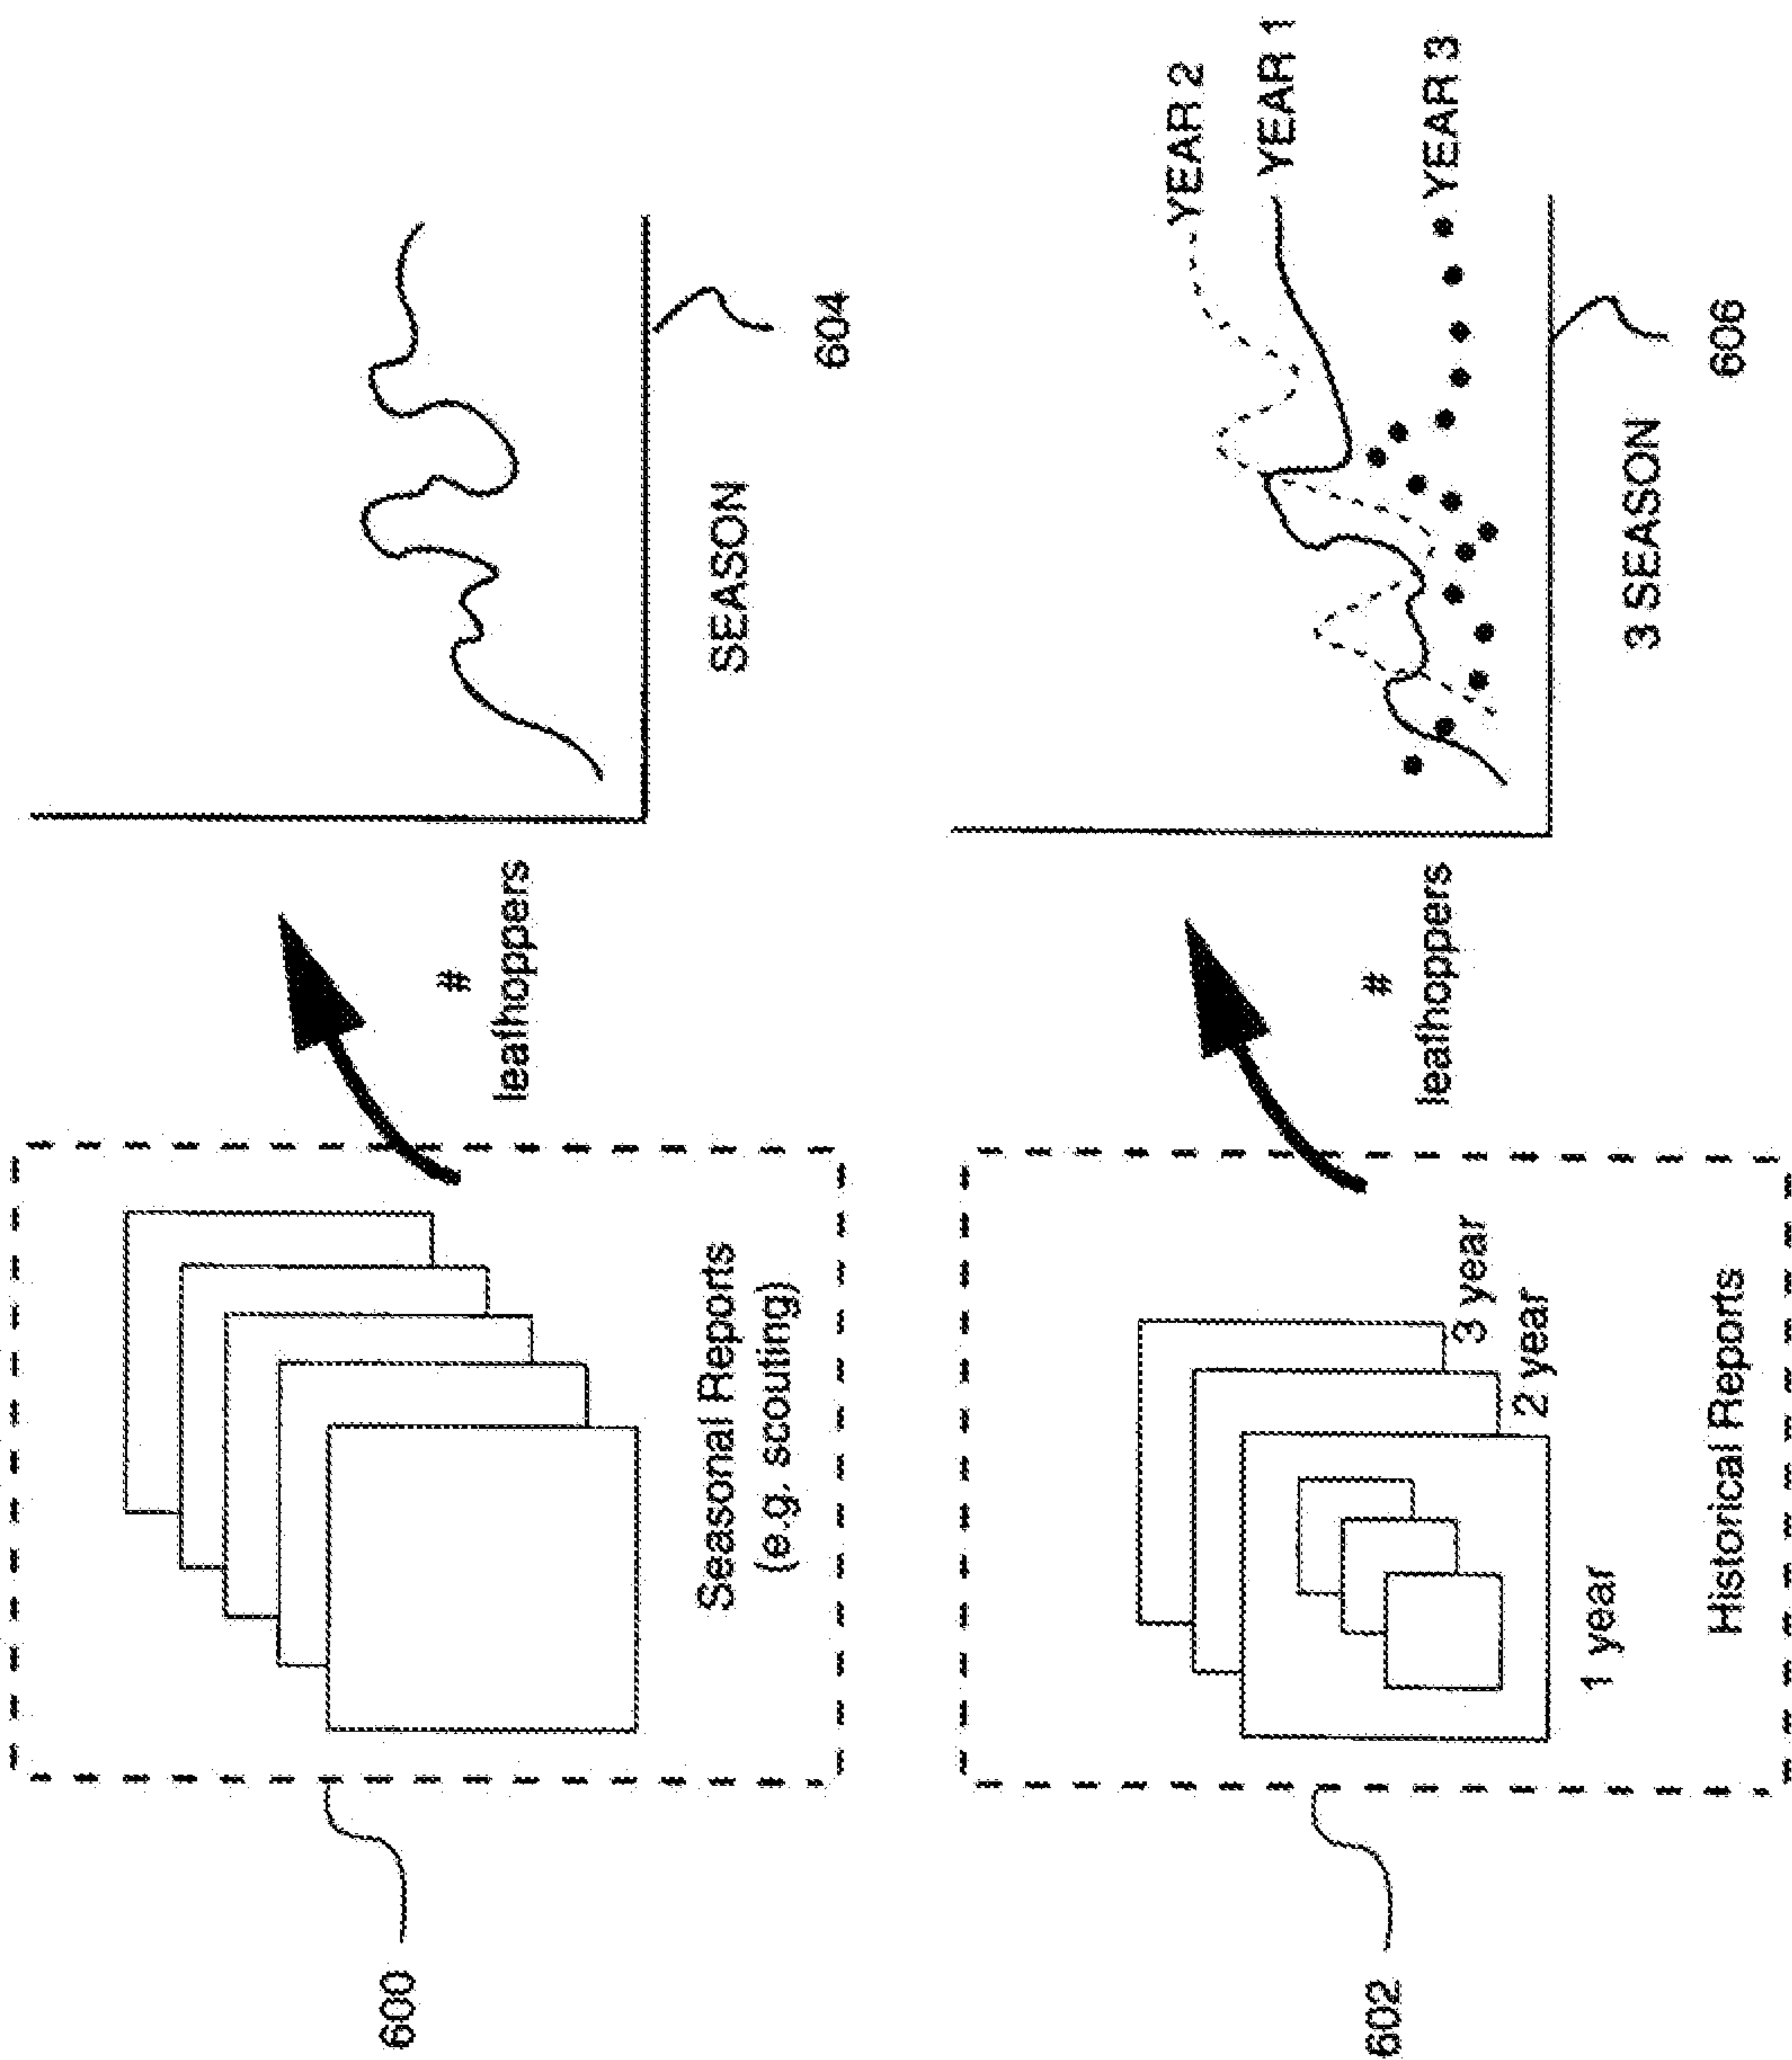 600
Seasonal Reports
(e.g. scouting)
#
leafhoppers
SEASON
604
602
1 year
2 year
3 year
Historical Reports
#
leafhoppers
YEAR 2
YEAR 1
YEAR 3
3 SEASON
606